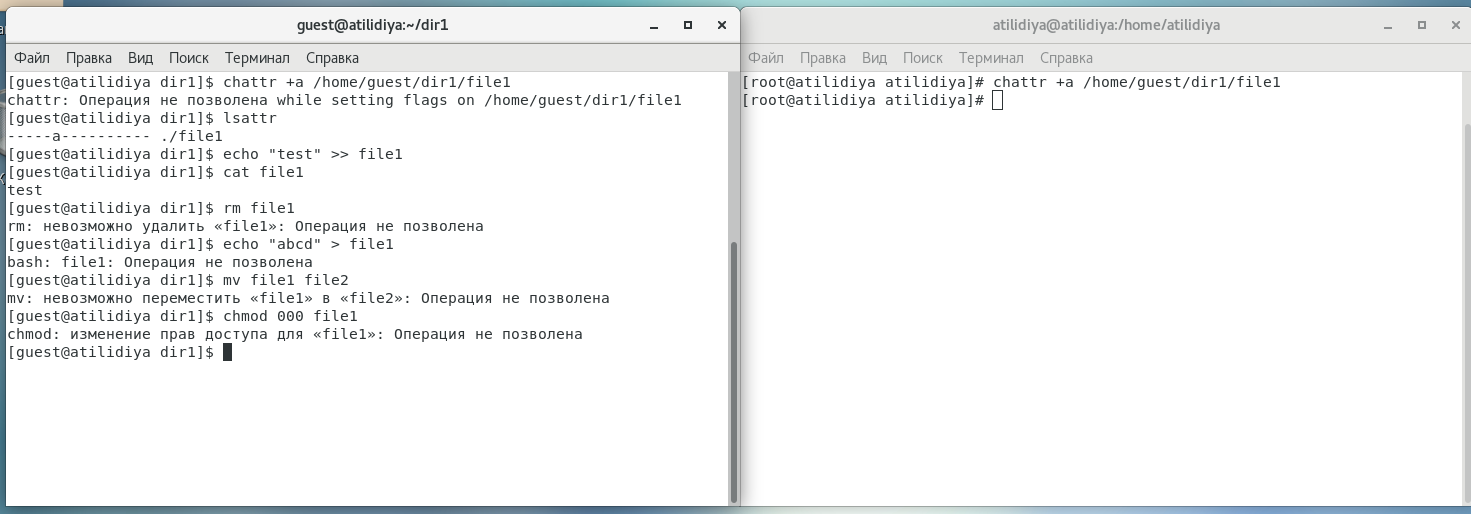 guest@atilidiya:~/dir1
Файл Правка Вид Поиск Терминал Справка
[guest@atilidiya dir1]$ chattr +a /home/guest/dir1/file1
chattr: Операция не позволена while setting flags on /home/guest/dir1/file1
[guest@atilidiya dir1]$ lsattr
-----a---------- ./file1
[guest@atilidiya dir1]$ echo "test" >> file1
[guest@atilidiya dir1]$ cat file1
test
[guest@atilidiya dir1]$ rm file1
rm: невозможно удалить «file1»: Операция не позволена
[guest@atilidiya dir1]$ echo "abcd" > file1
bash: file1: Операция не позволена
[guest@atilidiya dir1]$ mv file1 file2
mv: невозможно переместить «file1» в «file2»: Операция не позволена
[guest@atilidiya dir1]$ chmod 000 file1
chmod: изменение прав доступа для «file1»: Операция не позволена
[guest@atilidiya dir1]$
atilidiya@atilidiya:/home/atilidiya
Файл Правка Вид Поиск Терминал Справка
[root@atilidiya atilidiya]# chattr +a /home/guest/dir1/file1
[root@atilidiya atilidiya]#